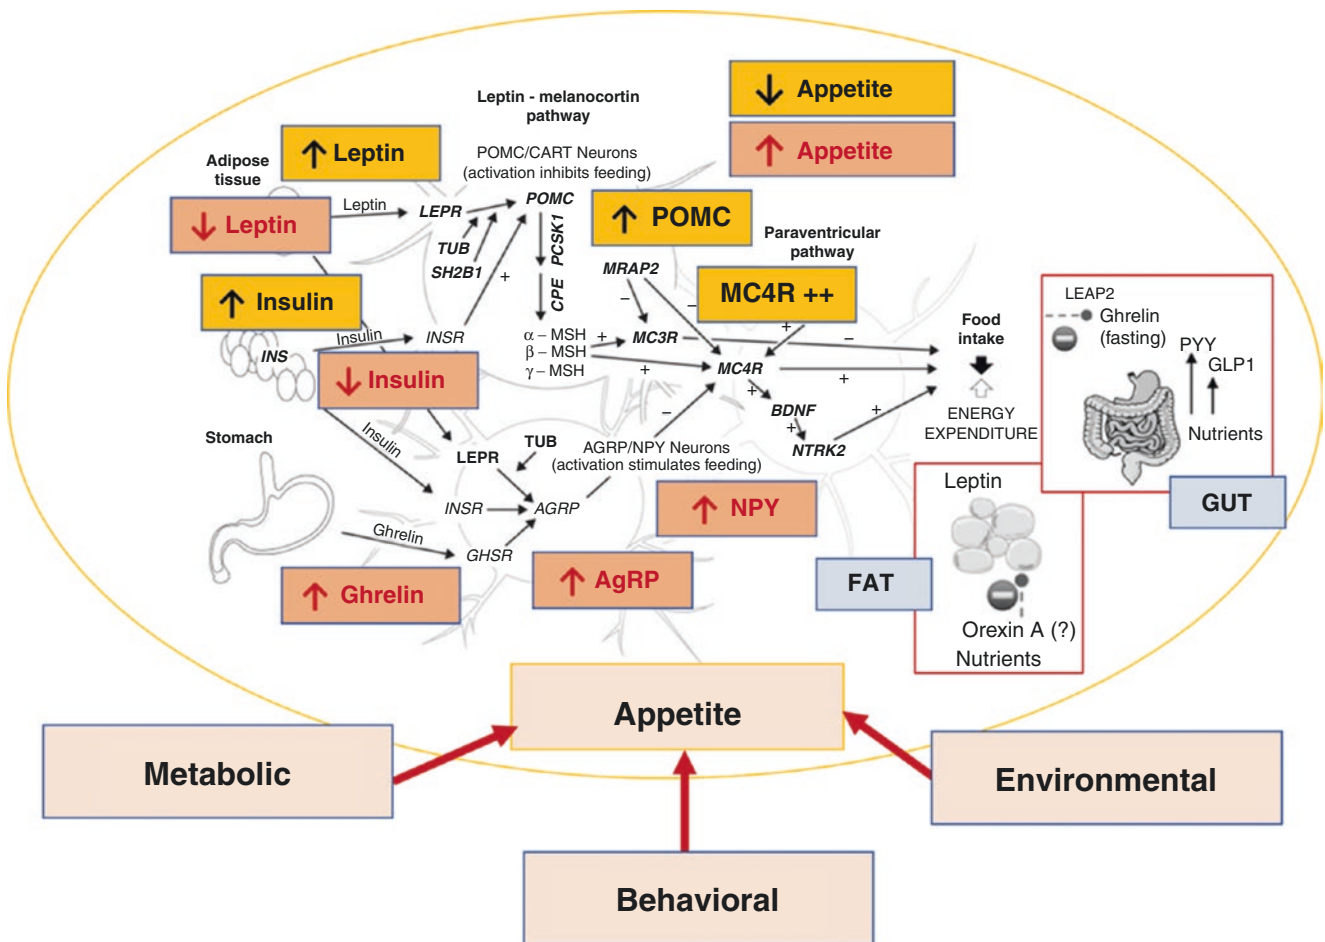 ↓ Appetite
Leptin - melanocortin
pathway
↑ Leptin
↑ Appetite
Adipose
tissue
POMC/CART Neurons
(activation inhibits feeding)
↓ Leptin
Leptin
LEPR
POMC
↑ POMC
TUB
SH2B1
+
PCSK1
CPE
Paraventricular
pathway
MRAP2
−
−
MC4R ++
+
↑ Insulin
Insulin
INS
INSR
α – MSH
β – MSH
γ – MSH
+
+
MC3R
−
MC4R
+
+
BDNF
+
+
NTRK2
−
Food
intake
ENERGY
EXPENDITURE
LEAP2
Ghrelin
(fasting)
PYY
GLP1
Nutrients
GUT
↓ Insulin
Insulin
Stomach
LEPR
TUB
AGRP/NPY Neurons
(activation stimulates feeding)
INSR
AGRP
Ghrelin
GHSR
↑ NPY
↑ Ghrelin
↑ AgRP
FAT
Leptin
Orexin A (?)
Nutrients
Appetite
Metabolic
Environmental
Behavioral